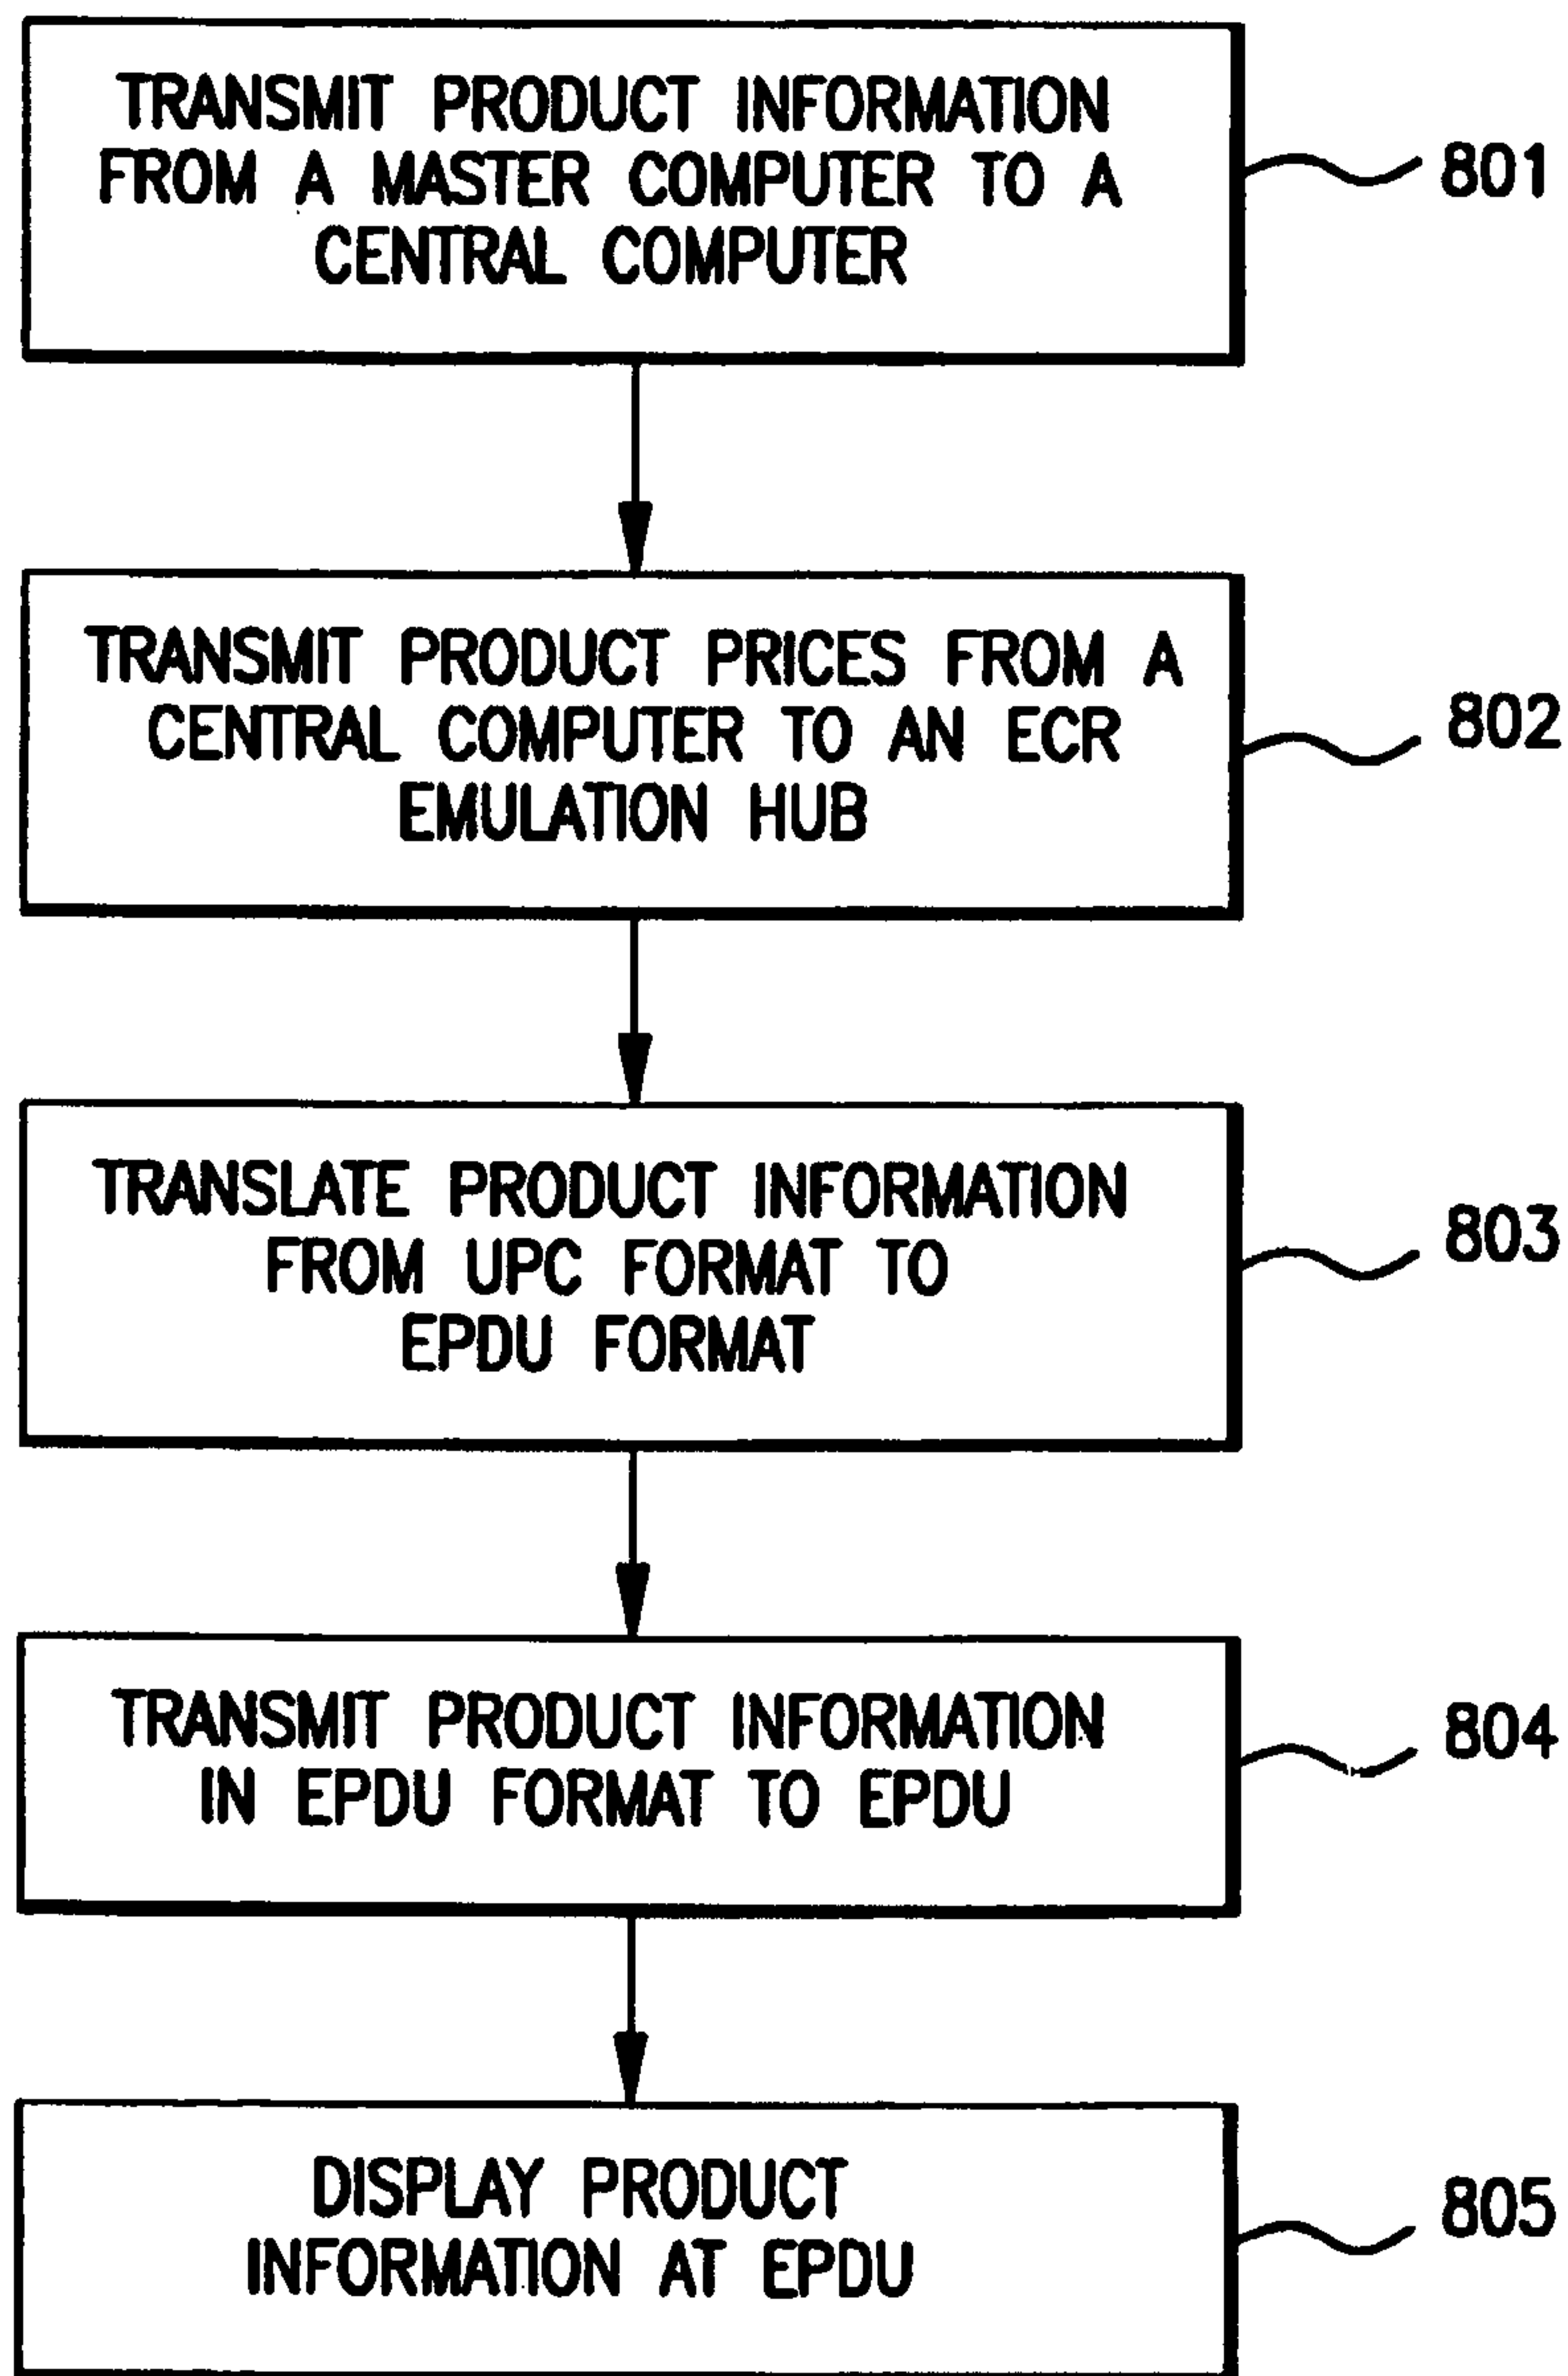 TRANSMIT PRODUCT INFORMATION
FROM A MASTER COMPUTER TO A
CENTRAL COMPUTER
801
TRANSMIT PRODUCT PRICES FROM A
CENTRAL COMPUTER TO AN ECR
EMULATION HUB
802
TRANSLATE PRODUCT INFORMATION
FROM UPC FORMAT TO
EPDU FORMAT
803
TRANSMIT PRODUCT INFORMATION
IN EPDU FORMAT TO EPDU
804
DISPLAY PRODUCT
INFORMATION AT EPDU
805